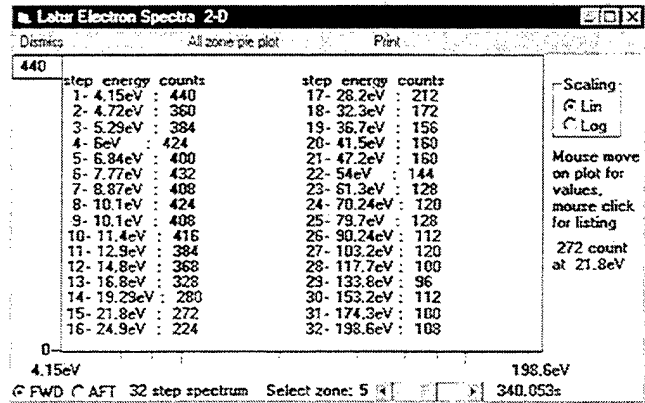 Latur Electron Spectra 2-D
Dismiss All zone pie plot Print
440
step energy counts
1- 4.15eV : 440
2- 4.72eV : 360
3- 5.29eV : 384
4- 6eV : 424
5- 6.84eV : 400
6- 7.77eV : 432
7- 8.87eV : 408
8- 10.1eV : 424
9- 10.1eV : 408
10- 11.4eV : 416
11- 12.9eV : 384
12- 14.8eV : 368
13- 16.8eV : 328
14- 19.29eV : 280
15- 21.8eV : 272
16- 24.9eV : 224
step energy counts
17- 28.2eV : 212
18- 32.3eV : 172
19- 36.7eV : 156
20- 41.5eV : 160
21- 47.2eV : 160
22- 54eV : 144
23- 61.3eV : 128
24- 70.24eV : 120
25- 79.7eV : 128
26- 90.24eV : 112
27- 103.2eV : 120
28- 117.7eV : 100
29- 133.8eV : 96
30- 153.2eV : 112
31- 174.3eV : 100
32- 198.6eV : 108
Scaling
Lin
Log
Mouse move
on plot for
values,
mouse click
for listing
272 count
at 21.8eV
0
4.15eV 198.6eV
FWD AFT 32 step spectrum Select zone: 5 340.053s